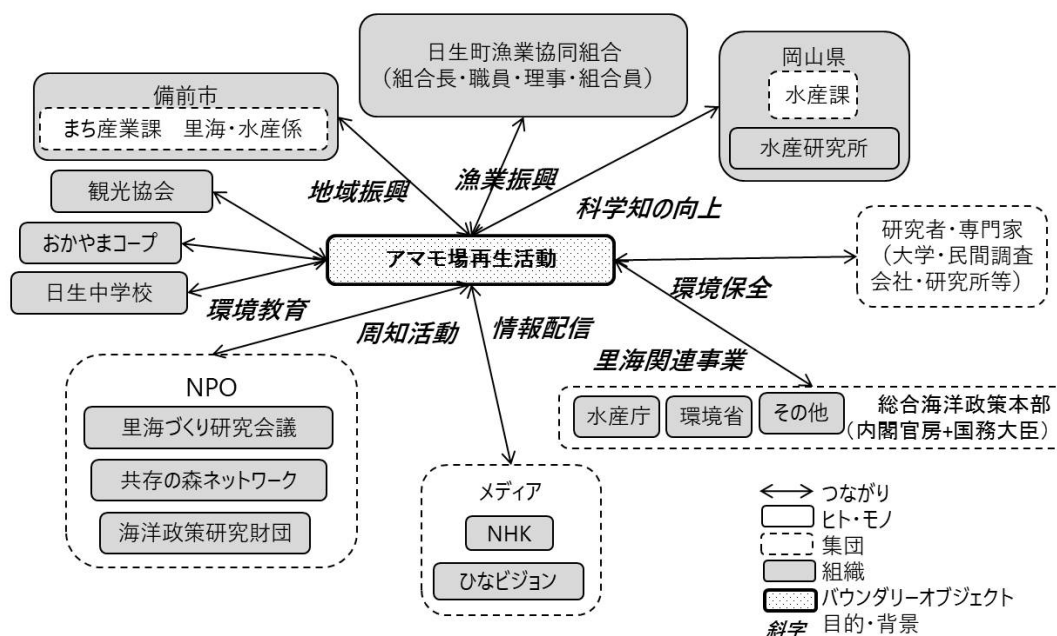 日生町漁業協同組合
（組合長・職員・理事・組合員）
岡山県
水産課
水産研究所
備前市
まち産業課　里海・水産係
観光協会
おかやまコープ
日生中学校
地域振興
漁業振興
科学知の向上
アマモ場再生活動
研究者・専門家
（大学・民間調査
会社・研究所等）
環境教育
周知活動
情報配信
環境保全
里海関連事業
NPO
里海づくり研究会議
共存の森ネットワーク
海洋政策研究財団
メディア
NHK
ひなビジョン
水産庁
環境省
その他
総合海洋政策本部
（内閣官房+国務大臣）
つながり
ヒト・モノ
集団
組織
バウンダリーオブジェクト
斜字 目的・背景